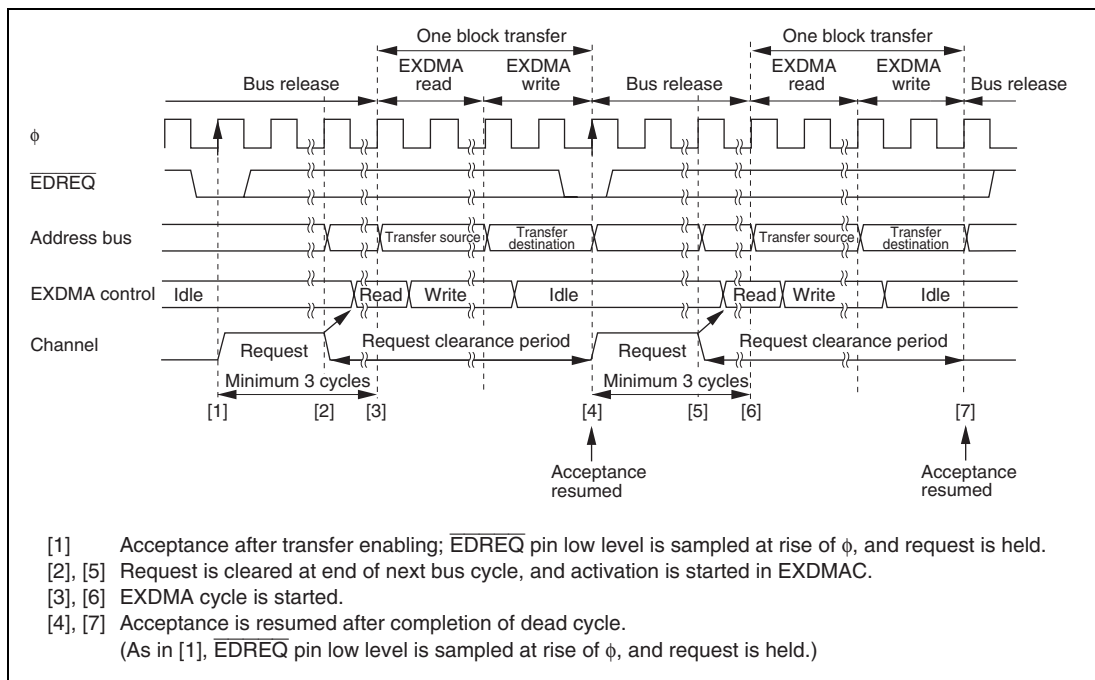 One block transfer One block transfer
EXDMA read EXDMA write EXDMA read EXDMA write
Bus release Bus release Bus release
φ
EDREQ
Address bus Transfer source Transfer destination Transfer source Transfer destination
EXDMA control Idle Read Write Idle Read Write Idle
Channel Request Request clearance period Request Request clearance period
Minimum 3 cycles Minimum 3 cycles
[1] [2] [3] [4] [5] [6] [7]
Acceptance resumed Acceptance resumed
[1] Acceptance after transfer enabling; EDREQ pin low level is sampled at rise of φ, and request is held.
[2], [5] Request is cleared at end of next bus cycle, and activation is started in EXDMAC.
[3], [6] EXDMA cycle is started.
[4], [7] Acceptance is resumed after completion of dead cycle.
(As in [1], EDREQ pin low level is sampled at rise of φ, and request is held.)